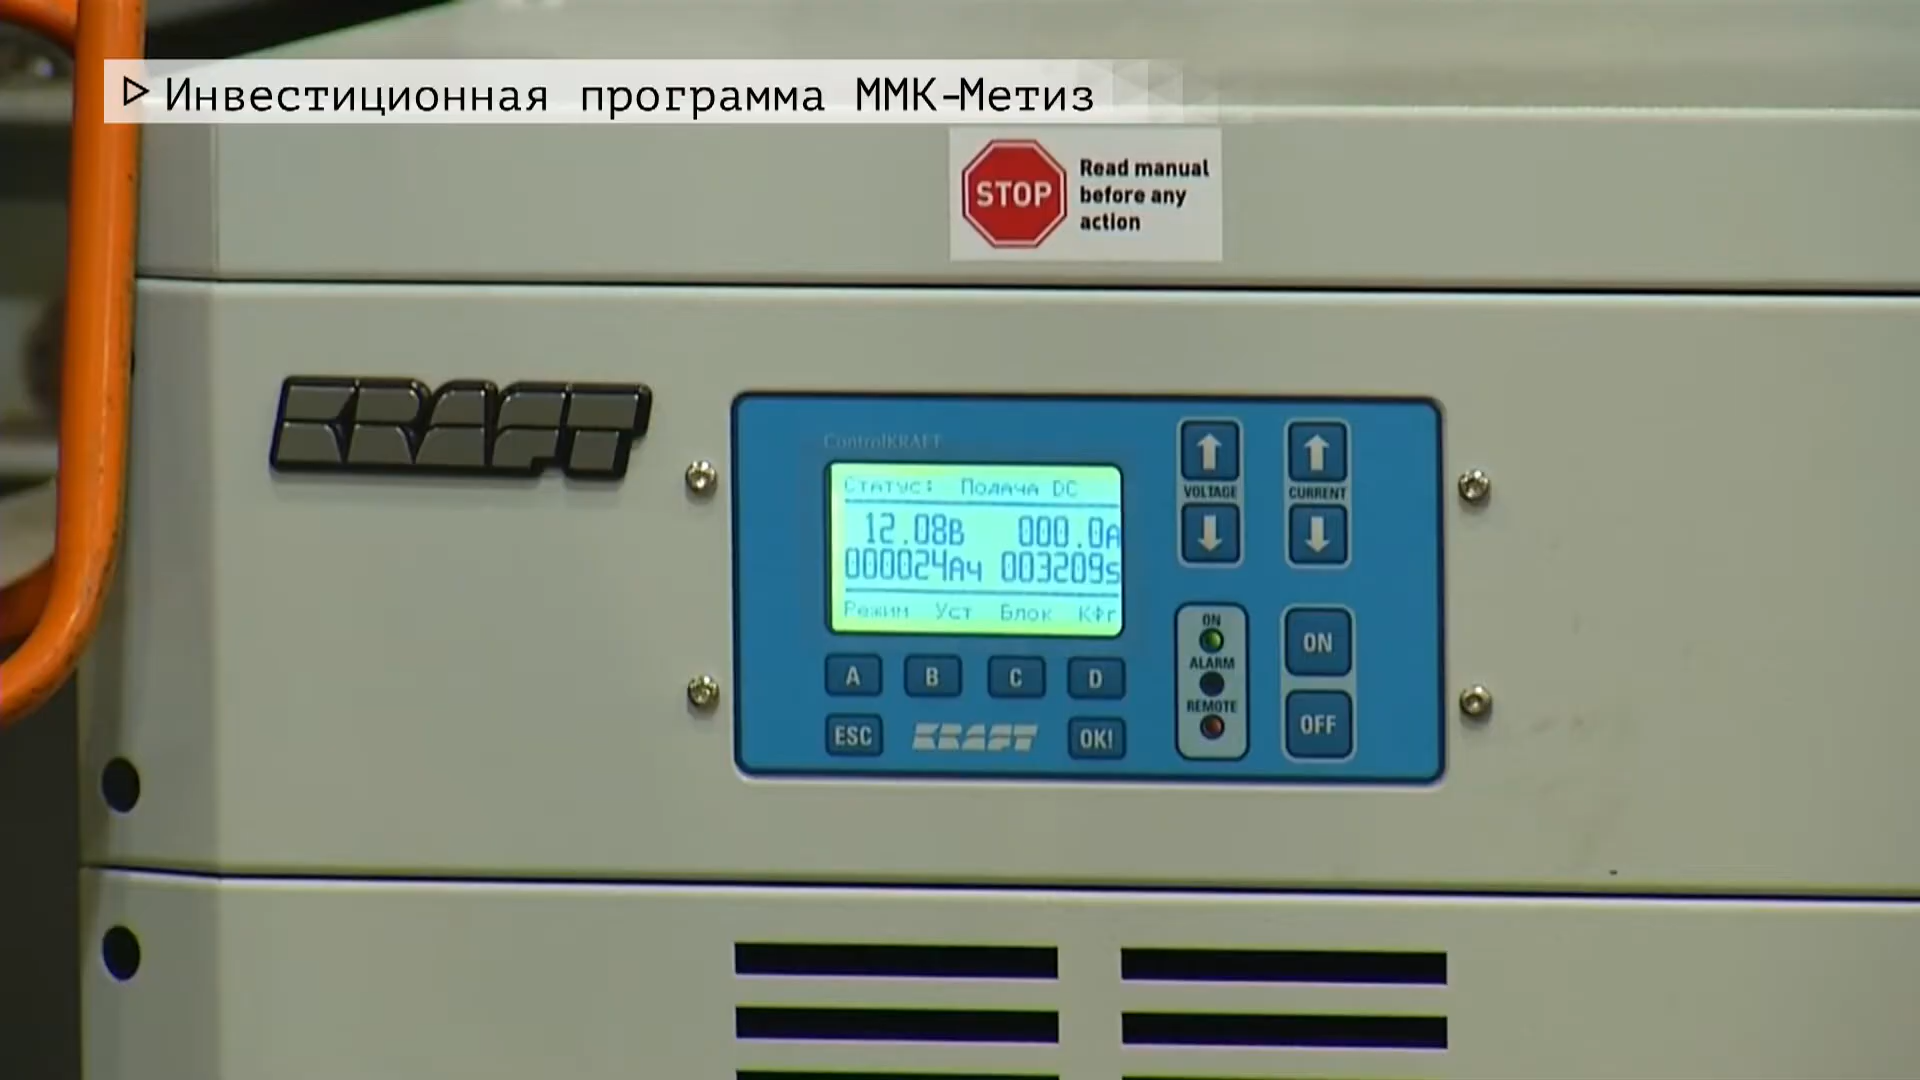 Инвестиционная программа ММК-Метиз
STOP
Read manual
before any
action
KRAFT
ControlKRAFT
Статус: Подача DC
12.08В 000.0А
000024Ач 003209s
Режим Уст Блок Кфг
A B C D
ESC KRAFT OK!
VOLTAGE
CURRENT
ON
ALARM
REMOTE
ON
OFF